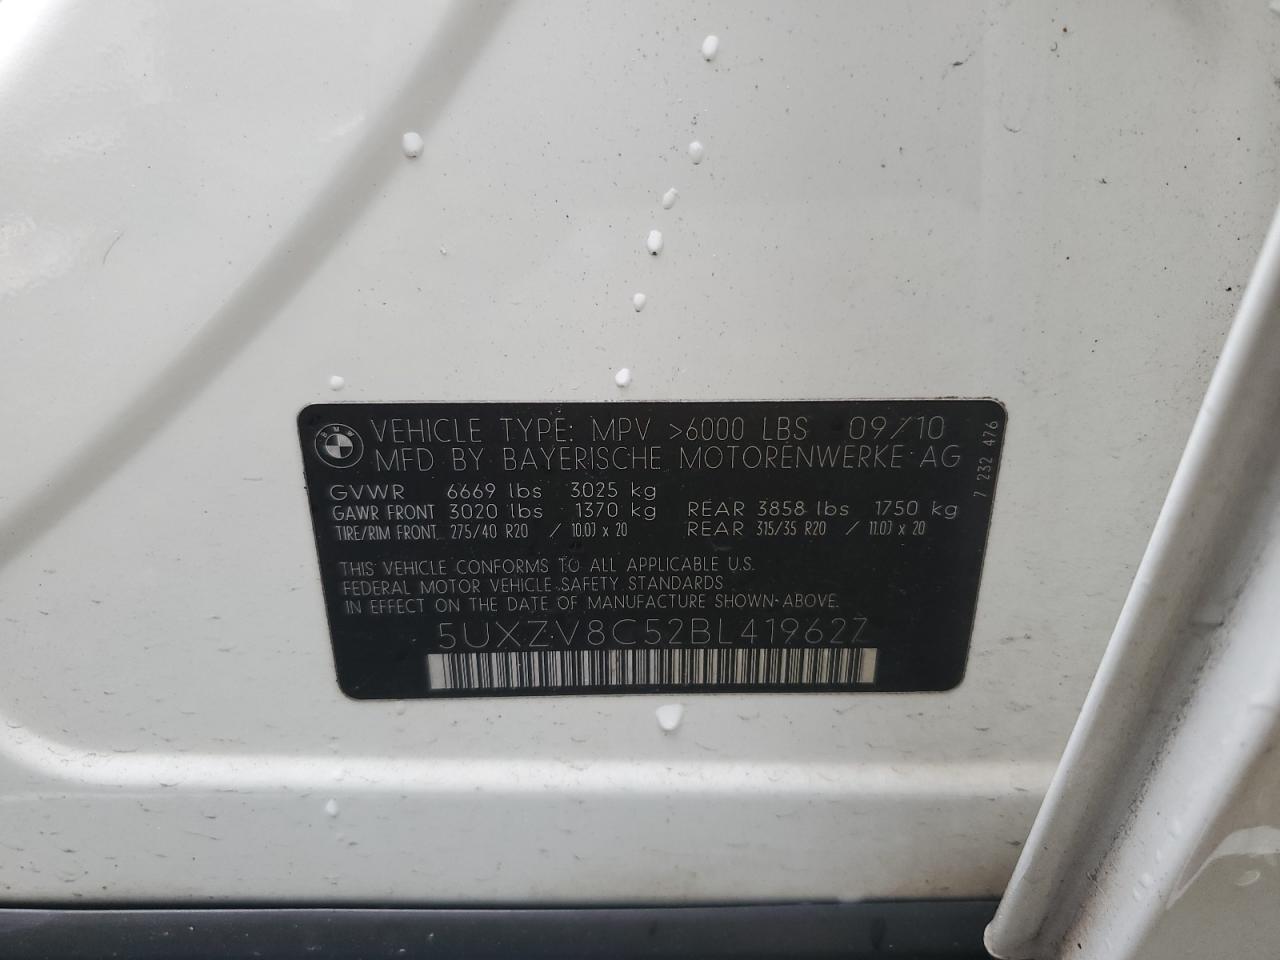 VEHICLE TYPE: MPV >6000 LBS 09/10
MFD BY BAYERISCHE MOTORENWERKE AG
7 232 476
GVWR 6669 lbs 3025 kg
GAWR FRONT 3020 lbs 1370 kg REAR 3858 lbs 1750 kg
TIRE/RIM FRONT 275/40 R20 / 10.0J x 20 REAR 315/35 R20 / 11.0J x 20
THIS VEHICLE CONFORMS TO ALL APPLICABLE U.S.
FEDERAL MOTOR VEHICLE SAFETY STANDARDS
IN EFFECT ON THE DATE OF MANUFACTURE SHOWN ABOVE.
5UXZV8C52BL419627
BMW